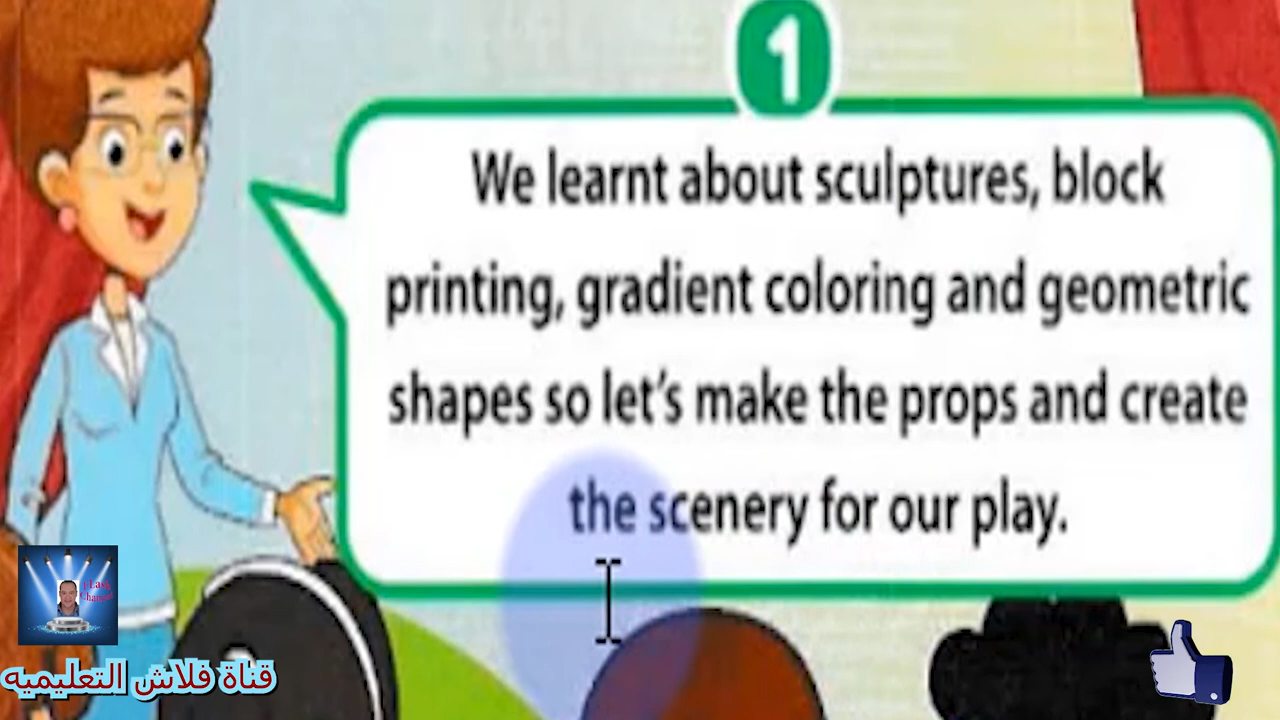 1
We learnt about sculptures, block
printing, gradient coloring and geometric
shapes so let's make the props and create
the scenery for our play.
قناة فلاش التعليميه